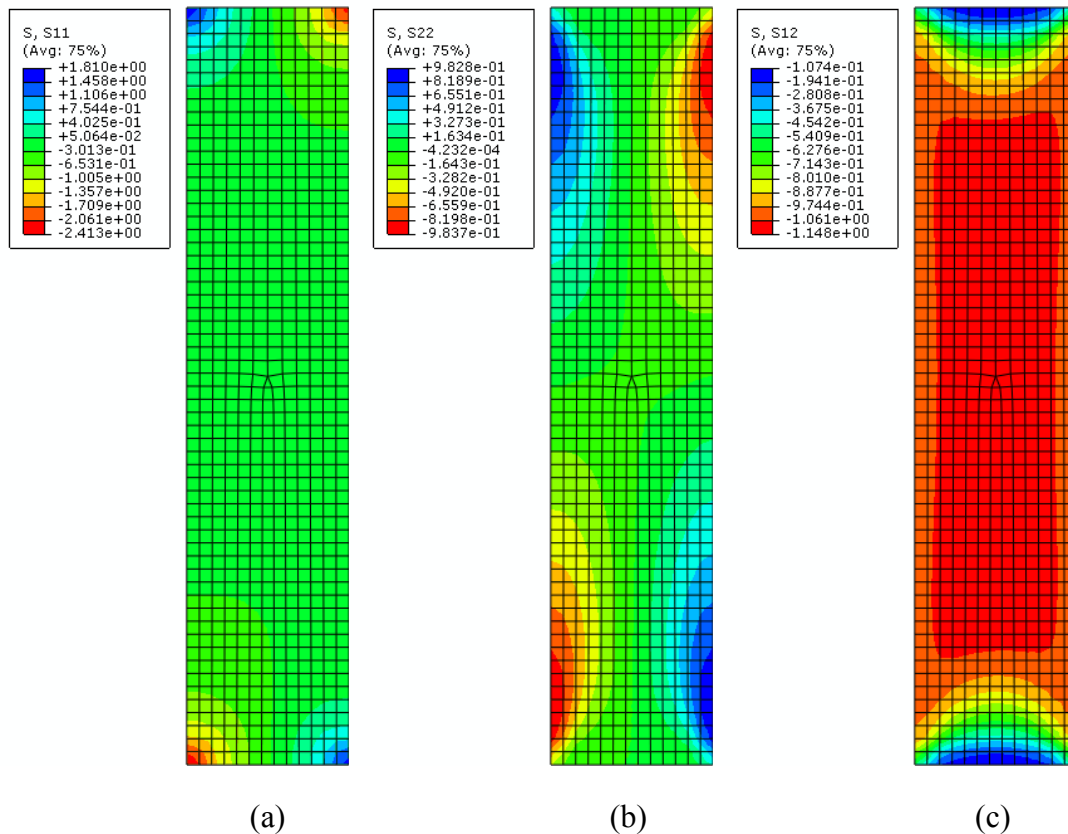 S, S11
(Avg: 75%)
+1.810e+00
+1.458e+00
+1.106e+00
+7.544e-01
+4.025e-01
+5.064e-02
-3.013e-01
-6.531e-01
-1.005e+00
-1.357e+00
-1.709e+00
-2.061e+00
-2.413e+00
S, S22
(Avg: 75%)
+9.828e-01
+8.189e-01
+6.551e-01
+4.912e-01
+3.273e-01
+1.634e-01
-4.232e-04
-1.643e-01
-3.282e-01
-4.920e-01
-6.559e-01
-8.198e-01
-9.837e-01
S, S12
(Avg: 75%)
-1.074e-01
-1.941e-01
-2.808e-01
-3.675e-01
-4.542e-01
-5.409e-01
-6.276e-01
-7.143e-01
-8.010e-01
-8.877e-01
-9.744e-01
-1.061e+00
-1.148e+00
(a)
(b)
(c)